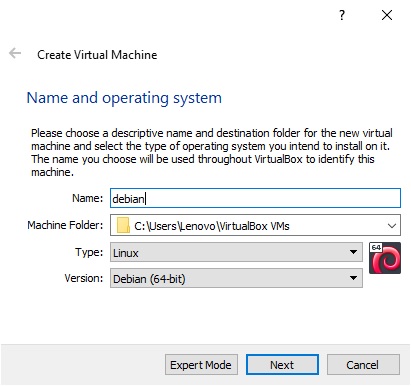 ?
Create Virtual Machine
Name and operating system
Please choose a descriptive name and destination folder for the new virtual
machine and select the type of operating system you intend to install on it.
The name you choose will be used throughout VirtualBox to identify this
machine.
Name: debian
Machine Folder: C:\Users\Lenovo\VirtualBox VMs
Type: Linux
64
Version: Debian (64-bit)
Expert Mode Next Cancel